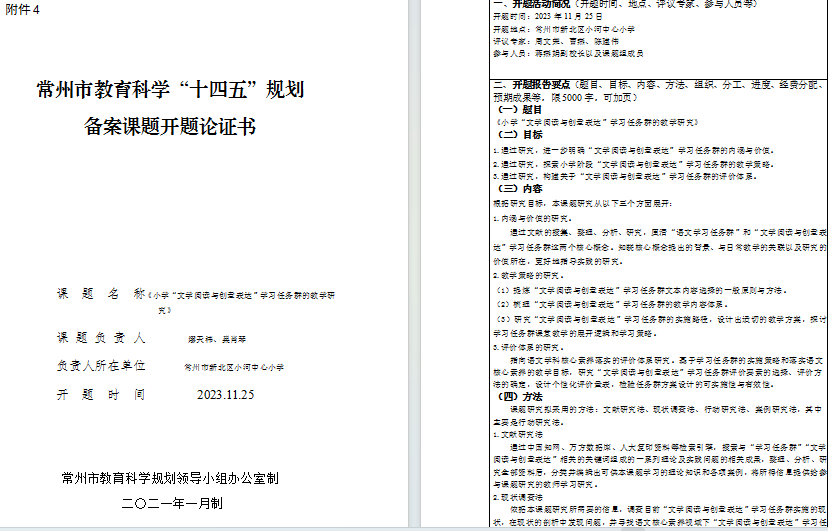 附件 4
常州市教育科学“十四五”规划
备案课题开题论证书
课 题 名 称《小学“文学阅读与创意表达”学习任务群的教学研
究》
课 题 负 责 人
负责人所在单位 常州市新北区小河中心小学
开 题 时 间 2023.11.25
常州市教育科学规划领导小组办公室制
二〇二一年一月制
一、开题活动简况（开题时间、地点、评议专家、参与人员等）
开题时间：2023 年 11 月 25 日
开题地点：常州市新北区小河中心小学
评议专家：
参与人员：副校长以及课题组成员
二、开题报告要点（题目、目标、内容、方法、组织、分工、进度、经费分配、
预期成果等，限5000 字，可加页）
（一）题目
《小学“文学阅读与创意表达”学习任务群的教学研究》
（二）目标
1.通过研究，进一步明确“文学阅读与创意表达”学习任务群的内涵与价值。
2.通过研究，探索小学阶段“文学阅读与创意表达”学习任务群的教学策略。
3.通过研究，构建关于“文学阅读与创意表达”学习任务群的评价体系。
（三）内容
根据研究目标，本课题研究从以下三个方面展开：
1.内涵与价值的研究。
通过文献的搜集、整理、分析、研究，厘清“语文学习任务群”和“文学阅读与创意表
达”学习任务群这两个核心概念。知晓核心概念提出的背景、与日常教学的关联以及研究的
价值所在，更好地指导实践的研究。
2.教学策略的研究。
（1）提炼“文学阅读与创意表达”学习任务群文本内容选择的一般原则与方法。
（2）梳理“文学阅读与创意表达”学习任务群的教学内容体系。
（3）研究“文学阅读与创意表达”学习任务群的实施路径，设计出适切的教学方案，探讨
学习任务群课堂教学的展开逻辑和学习策略。
3.评价体系的研究。
指向语文学科核心素养落实的评价体系研究。基于学习任务群的实施策略和落实语文
核心素养的教学目标，研究“文学阅读与创意表达”学习任务群评价要素的选择、评价方
法的确定，设计个性化评价量表，检验任务群方案设计的可实施性与有效性。
（四）方法
课题研究拟采用的方法：文献研究法、现状调查法、行动研究法、案例研究法，其中
主要是行动研究法。
1.文献研究法
通过中国知网、万方数据库、人大复印资料等检索引擎，搜索与“学习任务群”“文学
阅读与创意表达”相关的关键词组成的一系列理论及实践问题的相关成果，整理、分析、研
究全部资料后，分类并编辑出可供本课题学习的理论知识和各项案例，将所得信息提供给参
与课题研究的教师学习研究。
2.现状调查法
依据本课题研究所需要的信息，调查目前“文学阅读与创意表达”学习任务群实施的现
状，在现状的剖析中发现问题，并寻找语文核心素养视域下“文学阅读与创意表达”学习任